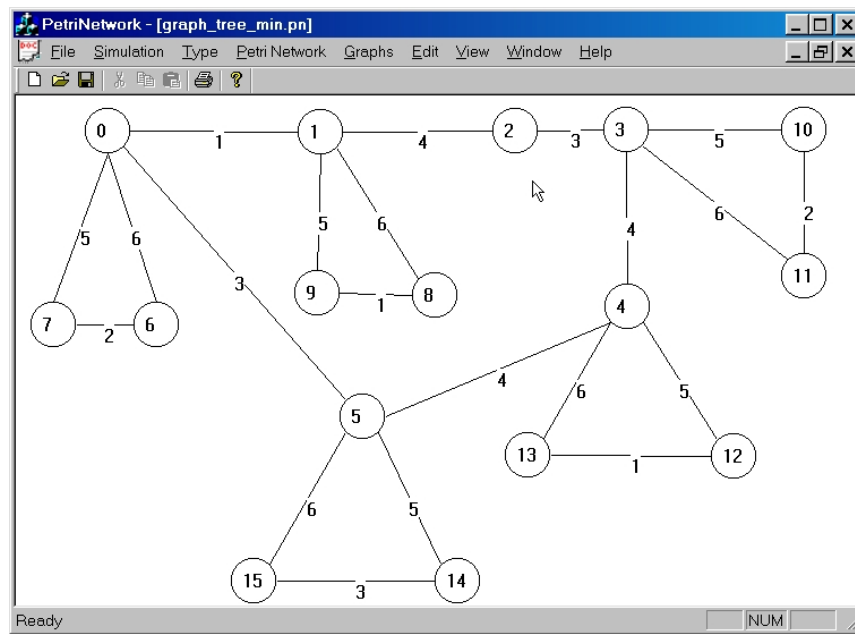 PetriNetwork - [graph_tree_min.pn]
File Simulation Type Petri Network Graphs Edit View Window Help
0 1 1 4 2 3 3 5 10
5 6 5 6 4 6 2
3
9 1 8 4 11
7 2 6
4 6 5
5
13 1 12
6 5
15 3 14
Ready NUM